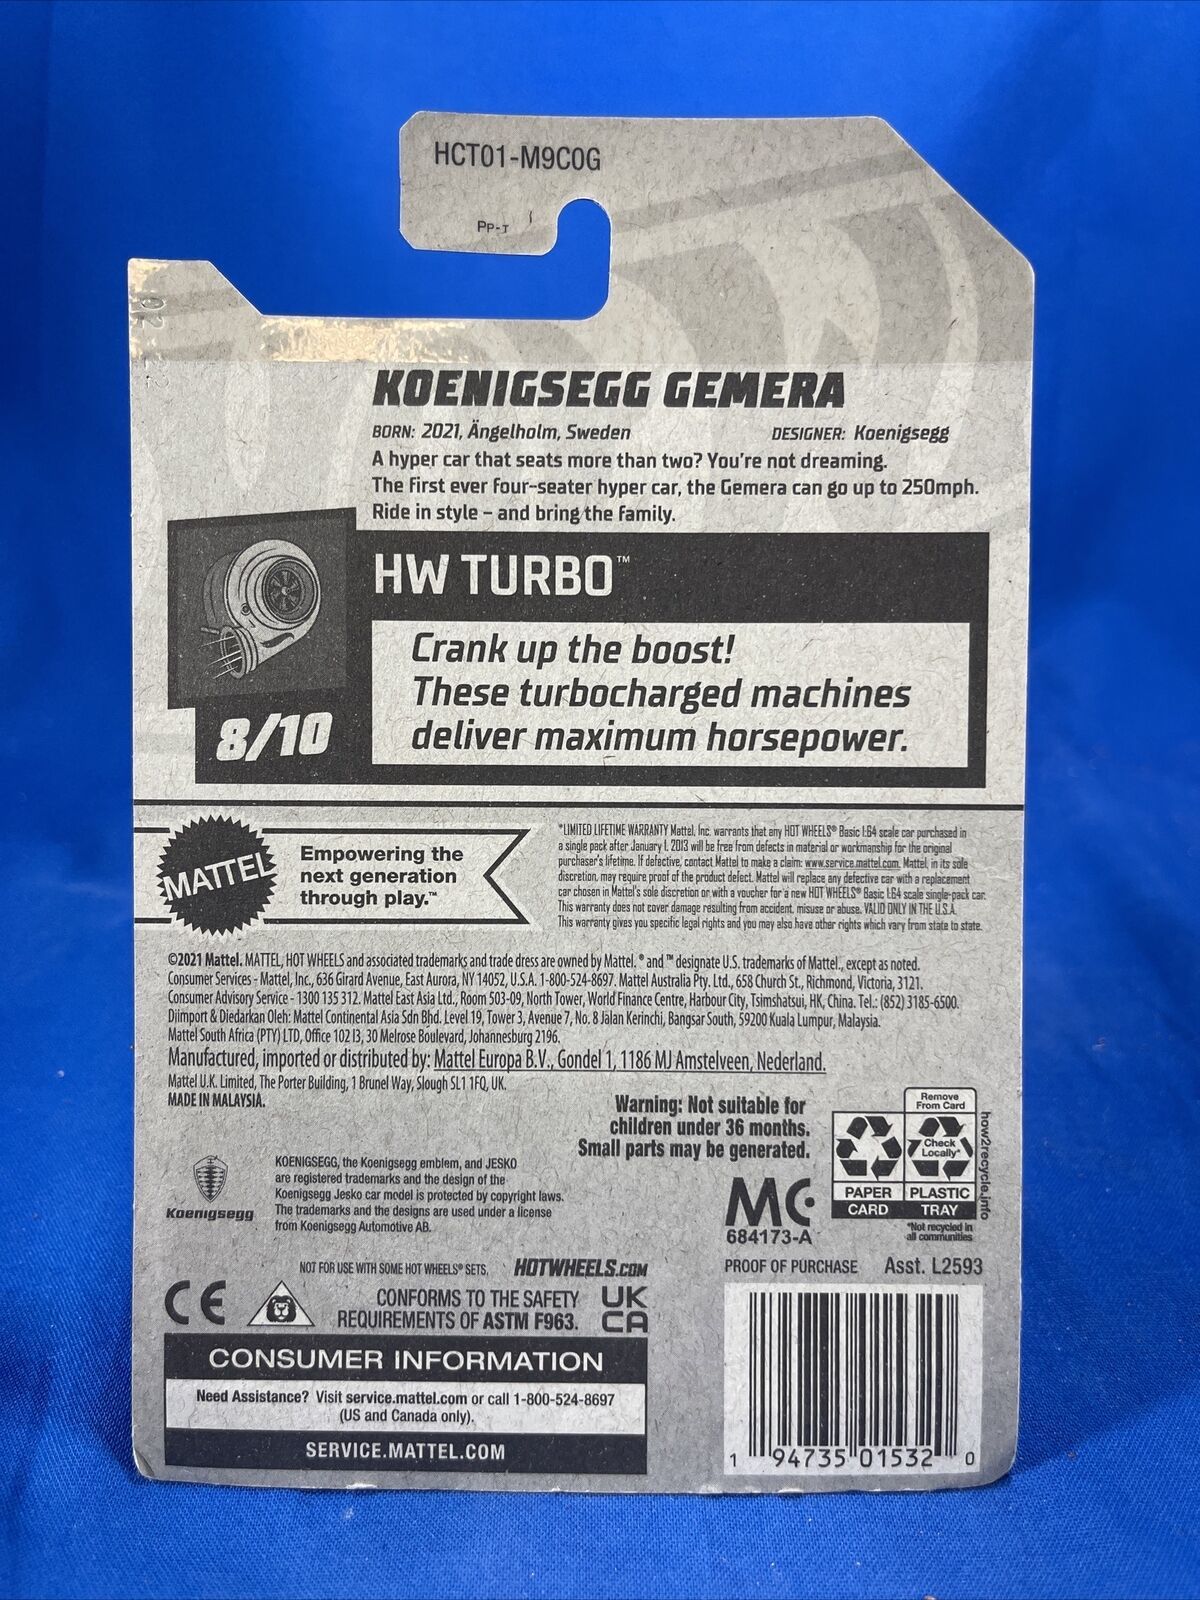 HCT01-M9C0G
PP-T
02
KOENIGSEGG GEMERA
BORN: 2021, Ängelholm, Sweden
DESIGNER: Koenigsegg
A hyper car that seats more than two? You're not dreaming.
The first ever four-seater hyper car, the Gemera can go up to 250mph.
Ride in style – and bring the family.
HW TURBO™
8/10
Crank up the boost!
These turbocharged machines
deliver maximum horsepower.
MATTEL
Empowering the
next generation
through play.™
*LIMITED LIFETIME WARRANTY Mattel, Inc. warrants that any HOT WHEELS® Basic 1:64 scale car purchased in
a single pack after January 1, 2013 will be free from defects in material or workmanship for the original
purchaser's lifetime. If defective, contact Mattel to make a claim: www.service.mattel.com. Mattel, in its sole
discretion, may require proof of the product defect. Mattel will replace any defective car with a replacement
car chosen in Mattel's sole discretion or with a voucher for a new HOT WHEELS® Basic 1:64 scale single-pack car.
This warranty does not cover damage resulting from accident, misuse or abuse. VALID ONLY IN THE U.S.A.
This warranty gives you specific legal rights and you may also have other rights which vary from state to state.
©2021 Mattel. MATTEL, HOT WHEELS and associated trademarks and trade dress are owned by Mattel. ® and ™ designate U.S. trademarks of Mattel., except as noted.
Consumer Services - Mattel, Inc., 636 Girard Avenue, East Aurora, NY 14052, U.S.A. 1-800-524-8697. Mattel Australia Pty. Ltd., 658 Church St., Richmond, Victoria, 3121.
Consumer Advisory Service - 1300 135 312. Mattel East Asia Ltd., Room 503-09, North Tower, World Finance Centre, Harbour City, Tsimshatsui, HK, China. Tel.: (852) 3185-6500.
Diimport & Diedarkan Oleh: Mattel Continental Asia Sdn Bhd. Level 19, Tower 3, Avenue 7, No. 8 Jalan Kerinchi, Bangsar South, 59200 Kuala Lumpur, Malaysia.
Mattel South Africa (PTY) LTD, Office 102 I3, 30 Melrose Boulevard, Johannesburg 2196.
Manufactured, imported or distributed by: Mattel Europa B.V., Gondel 1, 1186 MJ Amstelveen, Nederland.
Mattel U.K. Limited, The Porter Building, 1 Brunel Way, Slough SL1 1FQ, UK.
MADE IN MALAYSIA.
Warning: Not suitable for
children under 36 months.
Small parts may be generated.
Remove
From Card
Check
Locally*
PAPER
PLASTIC
CARD
TRAY
*Not recycled in
all communities
how2recycle.info
Koenigsegg
KOENIGSEGG, the Koenigsegg emblem, and JESKO
are registered trademarks and the design of the
Koenigsegg Jesko car model is protected by copyright laws.
The trademarks and the designs are used under a license
from Koenigsegg Automotive AB.
MC
684173-A
NOT FOR USE WITH SOME HOT WHEELS® SETS.
HOTWHEELS.COM
PROOF OF PURCHASE
Asst. L2593
CE
CONFORMS TO THE SAFETY
REQUIREMENTS OF ASTM F963.
UK
CA
CONSUMER INFORMATION
Need Assistance? Visit service.mattel.com or call 1-800-524-8697
(US and Canada only).
SERVICE.MATTEL.COM
1 94735 01532 0